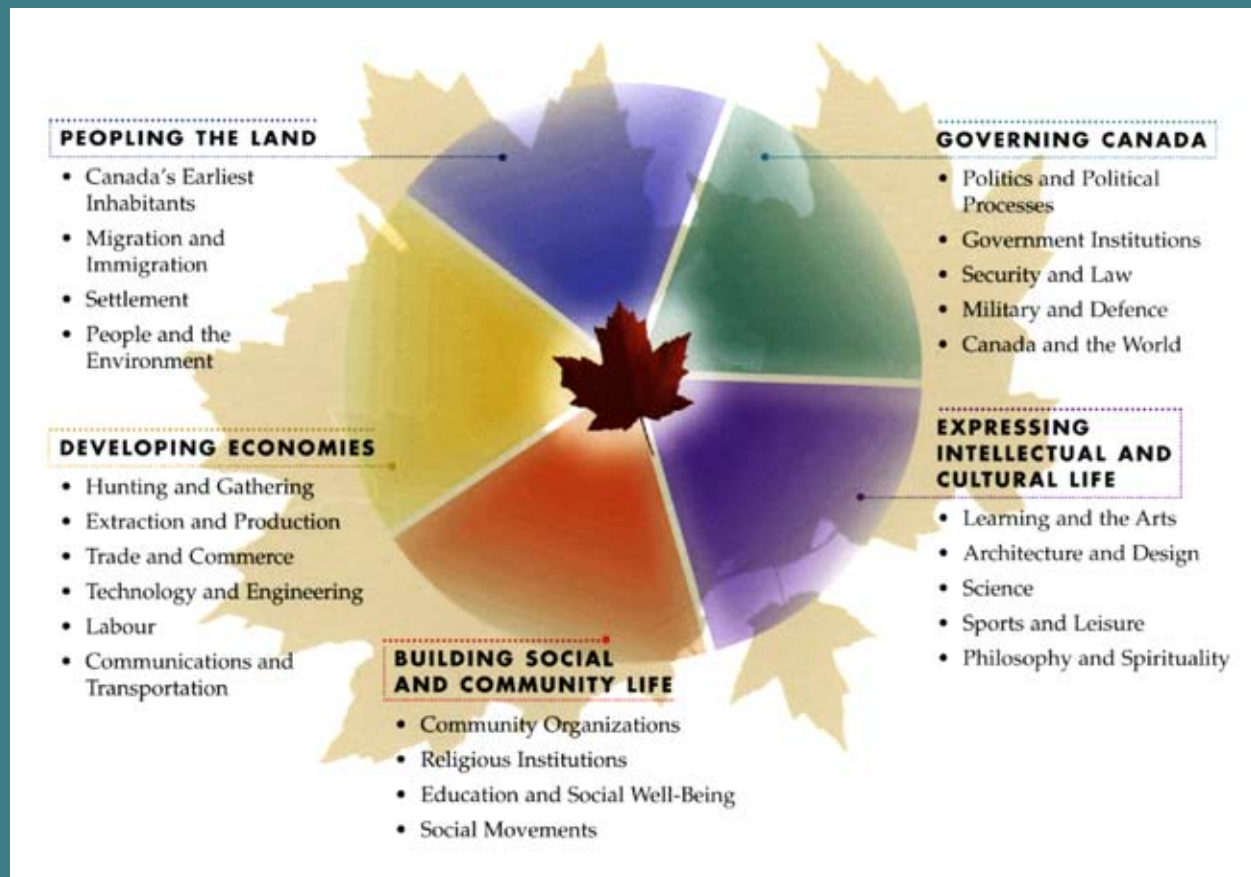 PEOPLING THE LAND
• Canada's Earliest
Inhabitants
• Migration and
Immigration
• Settlement
• People and the
Environment
DEVELOPING ECONOMIES
• Hunting and Gathering
• Extraction and Production
• Trade and Commerce
• Technology and Engineering
• Labour
• Communications and
Transportation
BUILDING SOCIAL
AND COMMUNITY LIFE
• Community Organizations
• Religious Institutions
• Education and Social Well-Being
• Social Movements
GOVERNING CANADA
• Politics and Political
Processes
• Government Institutions
• Security and Law
• Military and Defence
• Canada and the World
EXPRESSING
INTELLECTUAL AND
CULTURAL LIFE
• Learning and the Arts
• Architecture and Design
• Science
• Sports and Leisure
• Philosophy and Spirituality